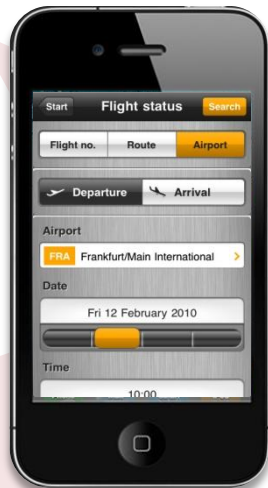 Start Flight status Search
Flight no. Route Airport
Departure Arrival
Airport
FRA Frankfurt/Main International
Date
Fri 12 February 2010
Time
10:00